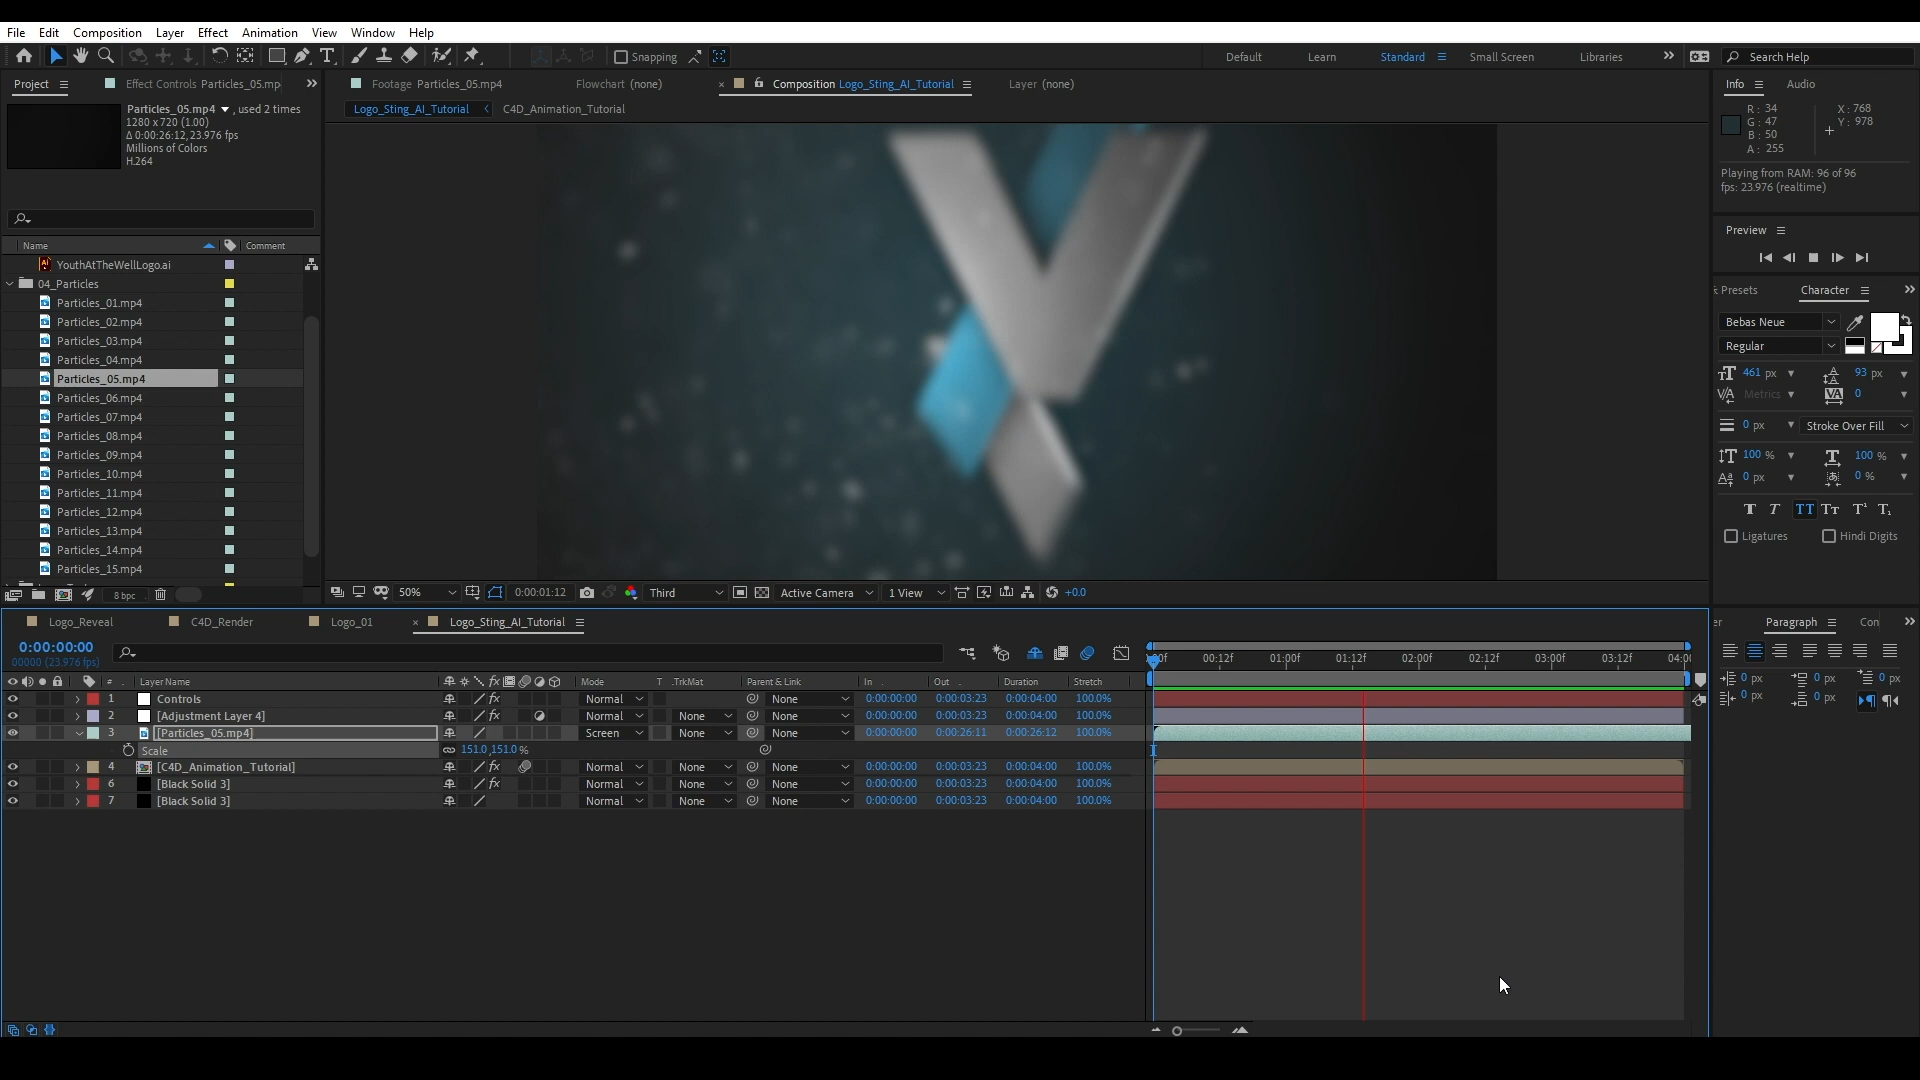 File Edit Composition Layer Effect Animation View Window Help
Snapping
Default Learn Standard Small Screen Libraries
Search Help
Project Effect Controls Particles_05.mp
Footage Particles_05.mp4 Flowchart (none) Composition Logo_Sting_AI_Tutorial Layer (none)
Info Audio
Logo_Sting_AI_Tutorial C4D_Animation_Tutorial
Particles_05.mp4 , used 2 times
1280 x 720 (1.00)
Δ 0:00:26:12, 23.976 fps
Millions of Colors
H.264
R: 34
G: 47
B: 50
A: 255
X: 768
Y: 978
Playing from RAM: 96 of 96
fps: 23.976 (realtime)
Preview
Presets Character
Bebas Neue
Regular
461 px 93 px
Metrics 0
0 px Stroke Over Fill
100 % 100 %
0 px 0 %
Ligatures Hindi Digits
Name Comment
YouthAtTheWellLogo.ai
04_Particles
Particles_01.mp4
Particles_02.mp4
Particles_03.mp4
Particles_04.mp4
Particles_05.mp4
Particles_06.mp4
Particles_07.mp4
Particles_08.mp4
Particles_09.mp4
Particles_10.mp4
Particles_11.mp4
Particles_12.mp4
Particles_13.mp4
Particles_14.mp4
Particles_15.mp4
8 bpc
50% 0:00:01:12 Third Active Camera 1 View +0.0
Logo_Reveal C4D_Render Logo_01 Logo_Sting_AI_Tutorial
er Paragraph Con
0:00:00:00
00000 (23.976 fps)
00f 00:12f 01:00f 01:12f 02:00f 02:12f 03:00f 03:12f 04:0
# Layer Name Mode T .TrkMat Parent & Link In Out Duration Stretch
1 Controls Normal None 0:00:00:00 0:00:03:23 0:00:04:00 100.0%
2 [Adjustment Layer 4] Normal None None 0:00:00:00 0:00:03:23 0:00:04:00 100.0%
3 [Particles_05.mp4] Screen None None 0:00:00:00 0:00:26:11 0:00:26:12 100.0%
Scale 151.0 ,151.0 %
4 [C4D_Animation_Tutorial] Normal None None 0:00:00:00 0:00:03:23 0:00:04:00 100.0%
6 [Black Solid 3] Normal None None 0:00:00:00 0:00:03:23 0:00:04:00 100.0%
7 [Black Solid 3] Normal None None 0:00:00:00 0:00:03:23 0:00:04:00 100.0%
0 px 0 px 0 px
0 px 0 px